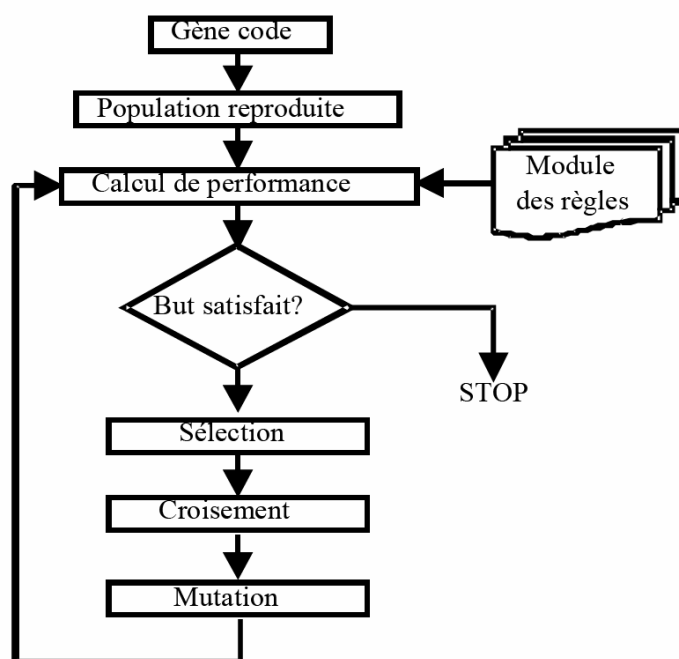 Gène code
Population reproduite
Calcul de performance
Module
des règles
But satisfait?
STOP
Sélection
Croisement
Mutation